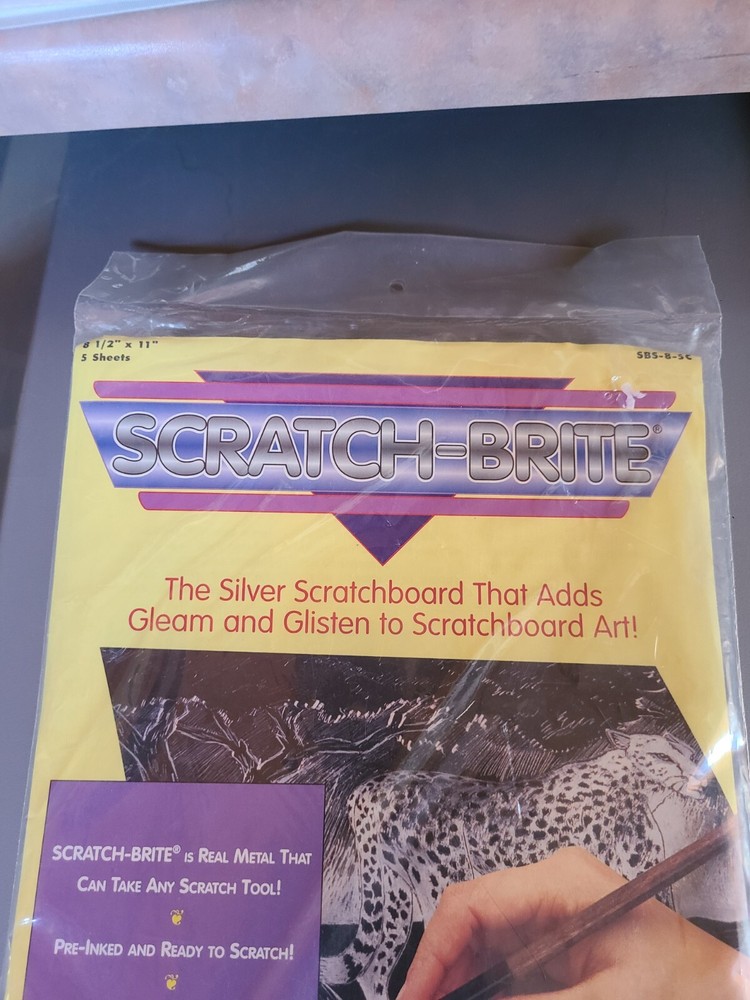 8 1/2" x 11"
5 Sheets
SBS-8-5C
SCRATCH-BRITE®
The Silver Scratchboard That Adds
Gleam and Glisten to Scratchboard Art!
SCRATCH-BRITE® IS REAL METAL THAT
CAN TAKE ANY SCRATCH TOOL!
PRE-INKED AND READY TO SCRATCH!